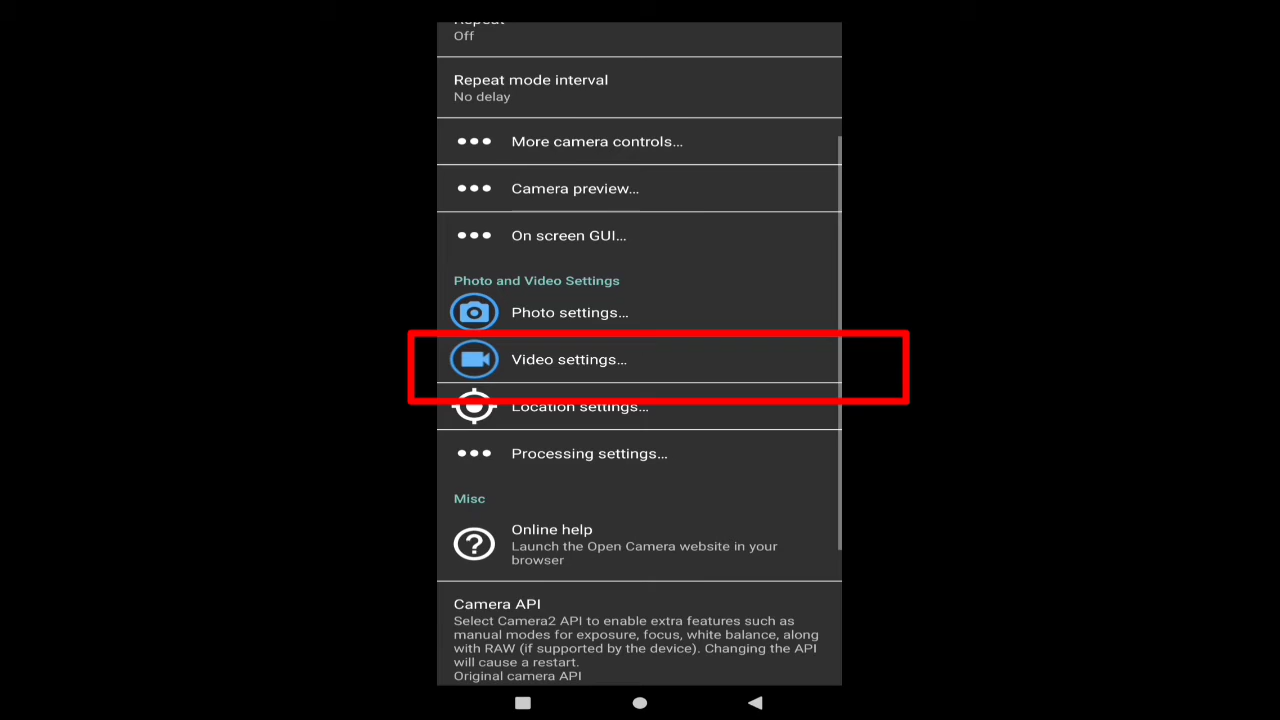 Repeat
Off
Repeat mode interval
No delay
More camera controls...
Camera preview...
On screen GUI...
Photo and Video Settings
Photo settings...
Video settings...
Location settings...
Processing settings...
Misc
Online help
Launch the Open Camera website in your
browser
Camera API
Select Camera2 API to enable extra features such as
manual modes for exposure, focus, white balance, along
with RAW (if supported by the device). Changing the API
will cause a restart.
Original camera API